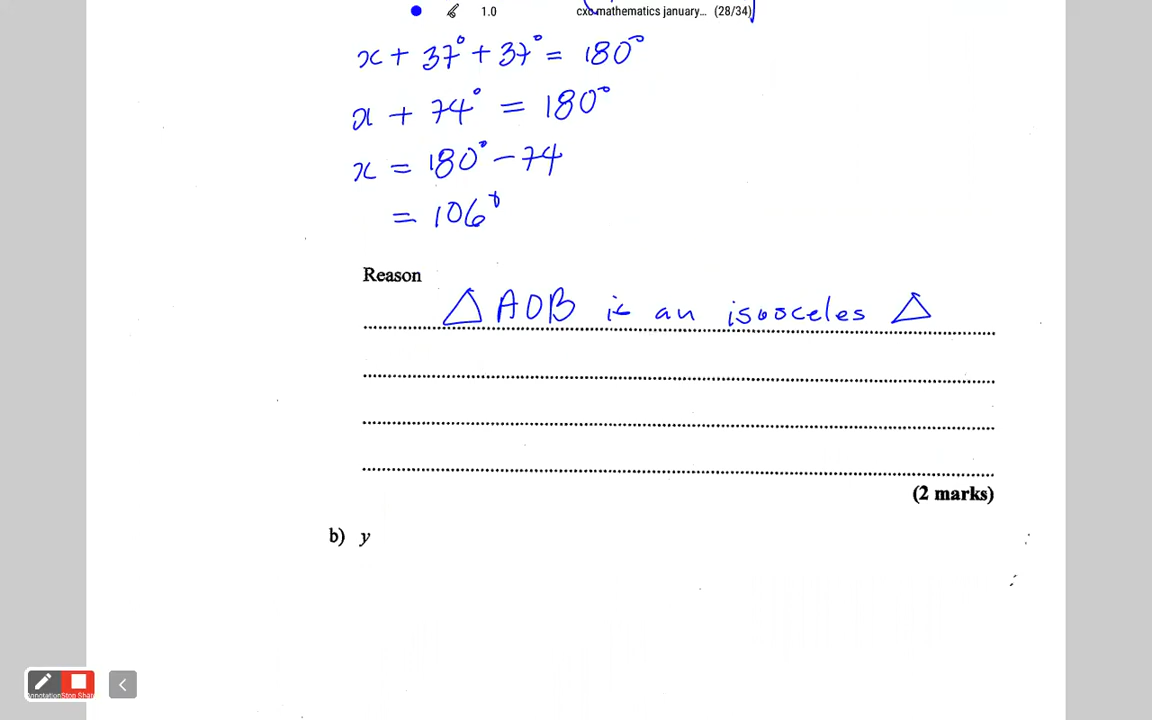 1.0 cxc mathematics january... (28/34)
x + 37° + 37° = 180°
x + 74° = 180°
x = 180° - 74
= 106°
Reason
△ AOB is an isosceles △
(2 marks)
b) y